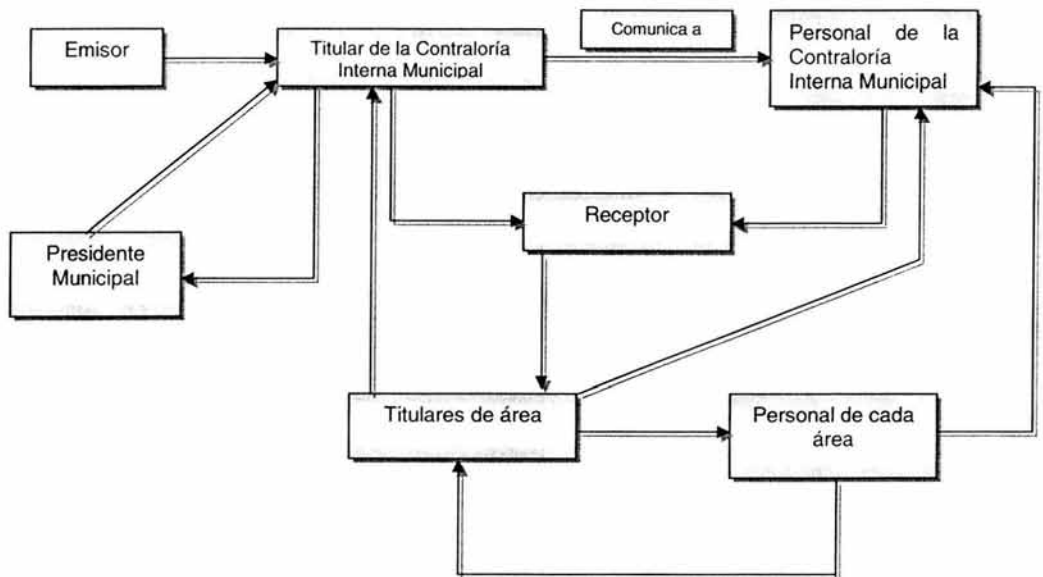 Emisor
Titular de la Contraloría
Interna Municipal
Comunica a
Personal de la
Contraloría
Interna Municipal
Receptor
Presidente
Municipal
Titulares de área
Personal de cada
área